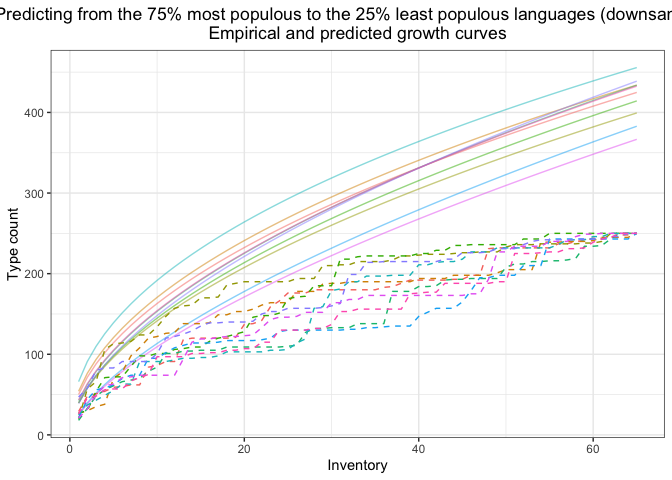 Predicting from the 75% most populous to the 25% least populous languages
Empirical and predicted growth curves
400
300
200
100
0
Type count
0 20 40 60
Inventory